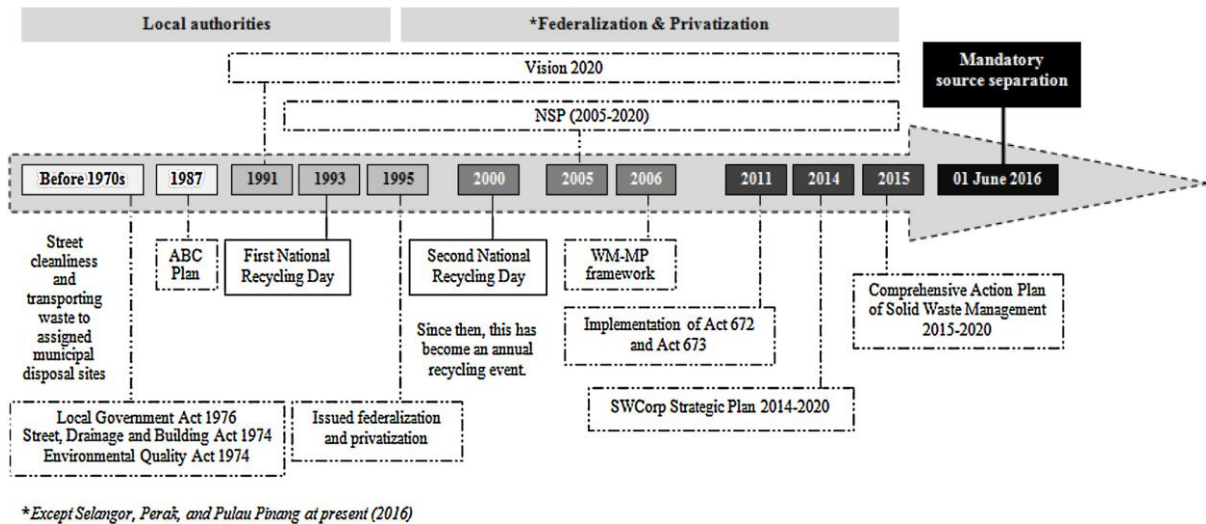 Local authorities
*Federalization & Privatization
Vision 2020
Mandatory
source separation
NSP (2005-2020)
Before 1970s
1987
1991
1993
1995
2000
2005
2006
2011
2014
2015
01 June 2016
Street
cleanliness
and
transporting
waste to
assigned
municipal
disposal sites
ABC
Plan
First National
Recycling Day
Second National
Recycling Day
WM-MP
framework
Comprehensive Action Plan
of Solid Waste Management
2015-2020
Since then, this has
become an annual
recycling event.
Implementation of Act 672
and Act 673
Local Government Act 1976
Street, Drainage and Building Act 1974
Environmental Quality Act 1974
Issued federalization
and privatization
SWCorp Strategic Plan 2014-2020
*Except Selangor, Perak, and Pulau Pinang at present (2016)